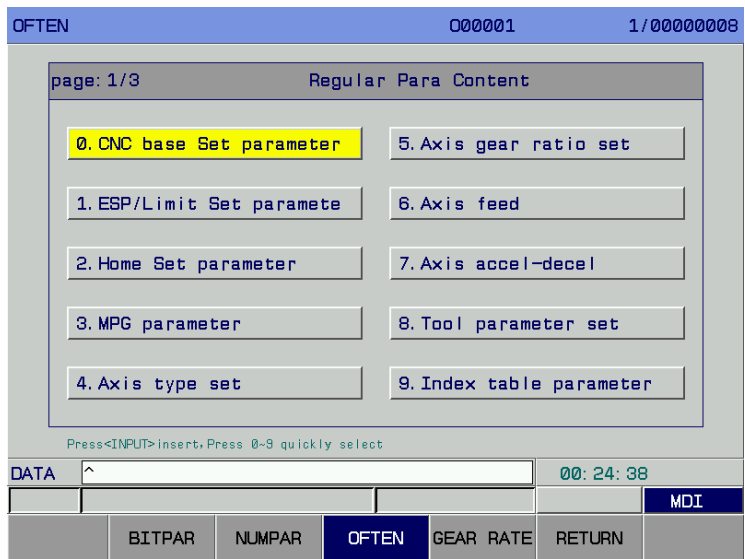 OFTEN O00001 1/00000008
page: 1/3 Regular Para Content
0. CNC base Set parameter
5. Axis gear ratio set
1. ESP/Limit Set paramete
6. Axis feed
2. Home Set parameter
7. Axis accel-decel
3. MPG parameter
8. Tool parameter set
4. Axis type set
9. Index table parameter
Press<INPUT>insert,Press 0~9 quickly select
DATA ^ 00:24:38
MDI
BITPAR NUMPAR OFTEN GEAR RATE RETURN